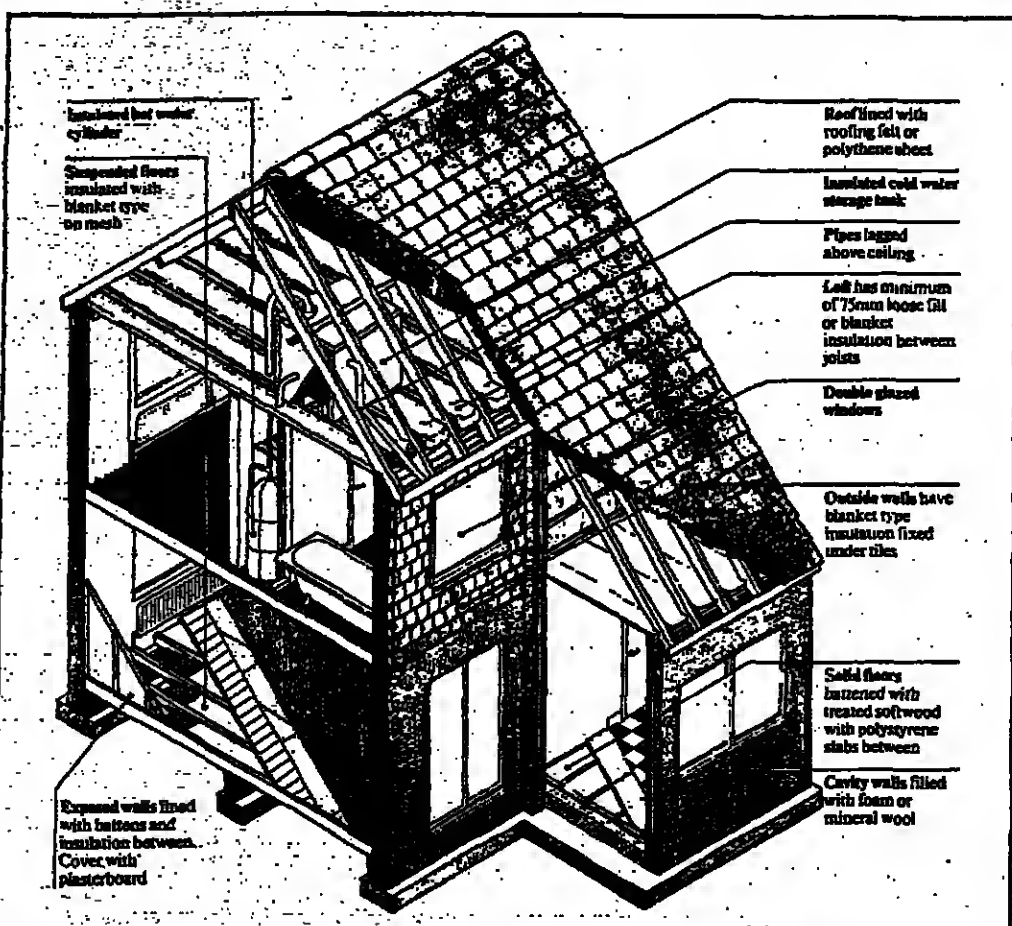 Insulated hot water
cylinder
Suspended floors
insulated with
blanket type
on mesh
Exposed walls lined
with battens and
insulation between.
Cover with
plasterboard
Roof lined with
roofing felt or
polythene sheet
Insulated cold water
storage tank
Pipes lagged
above ceiling
Loft has minimum
of 75mm loose fill
or blanket
insulation between
joists
Double glazed
windows
Outside walls have
blanket type
insulation fixed
under tiles
Solid floors
battened with
treated softwood
with polystyrene
slabs between
Cavity walls filled
with foam or
mineral wool